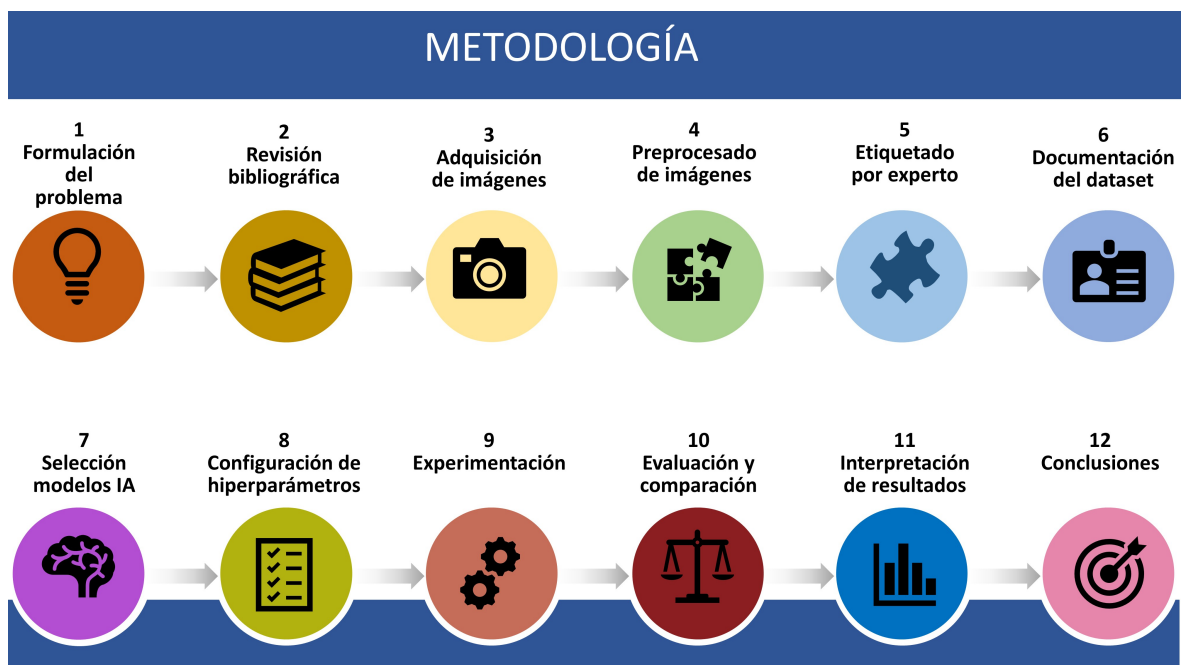 METODOLOGÍA
1
Formulación
del
problema
2
Revisión
bibliográfica
3
Adquisición
de imágenes
4
Preprocesado
de imágenes
5
Etiquetado
por experto
6
Documentación
del dataset
7
Selección
modelos IA
8
Configuración de
hiperparámetros
9
Experimentación
10
Evaluación y
comparación
11
Interpretación
de resultados
12
Conclusiones